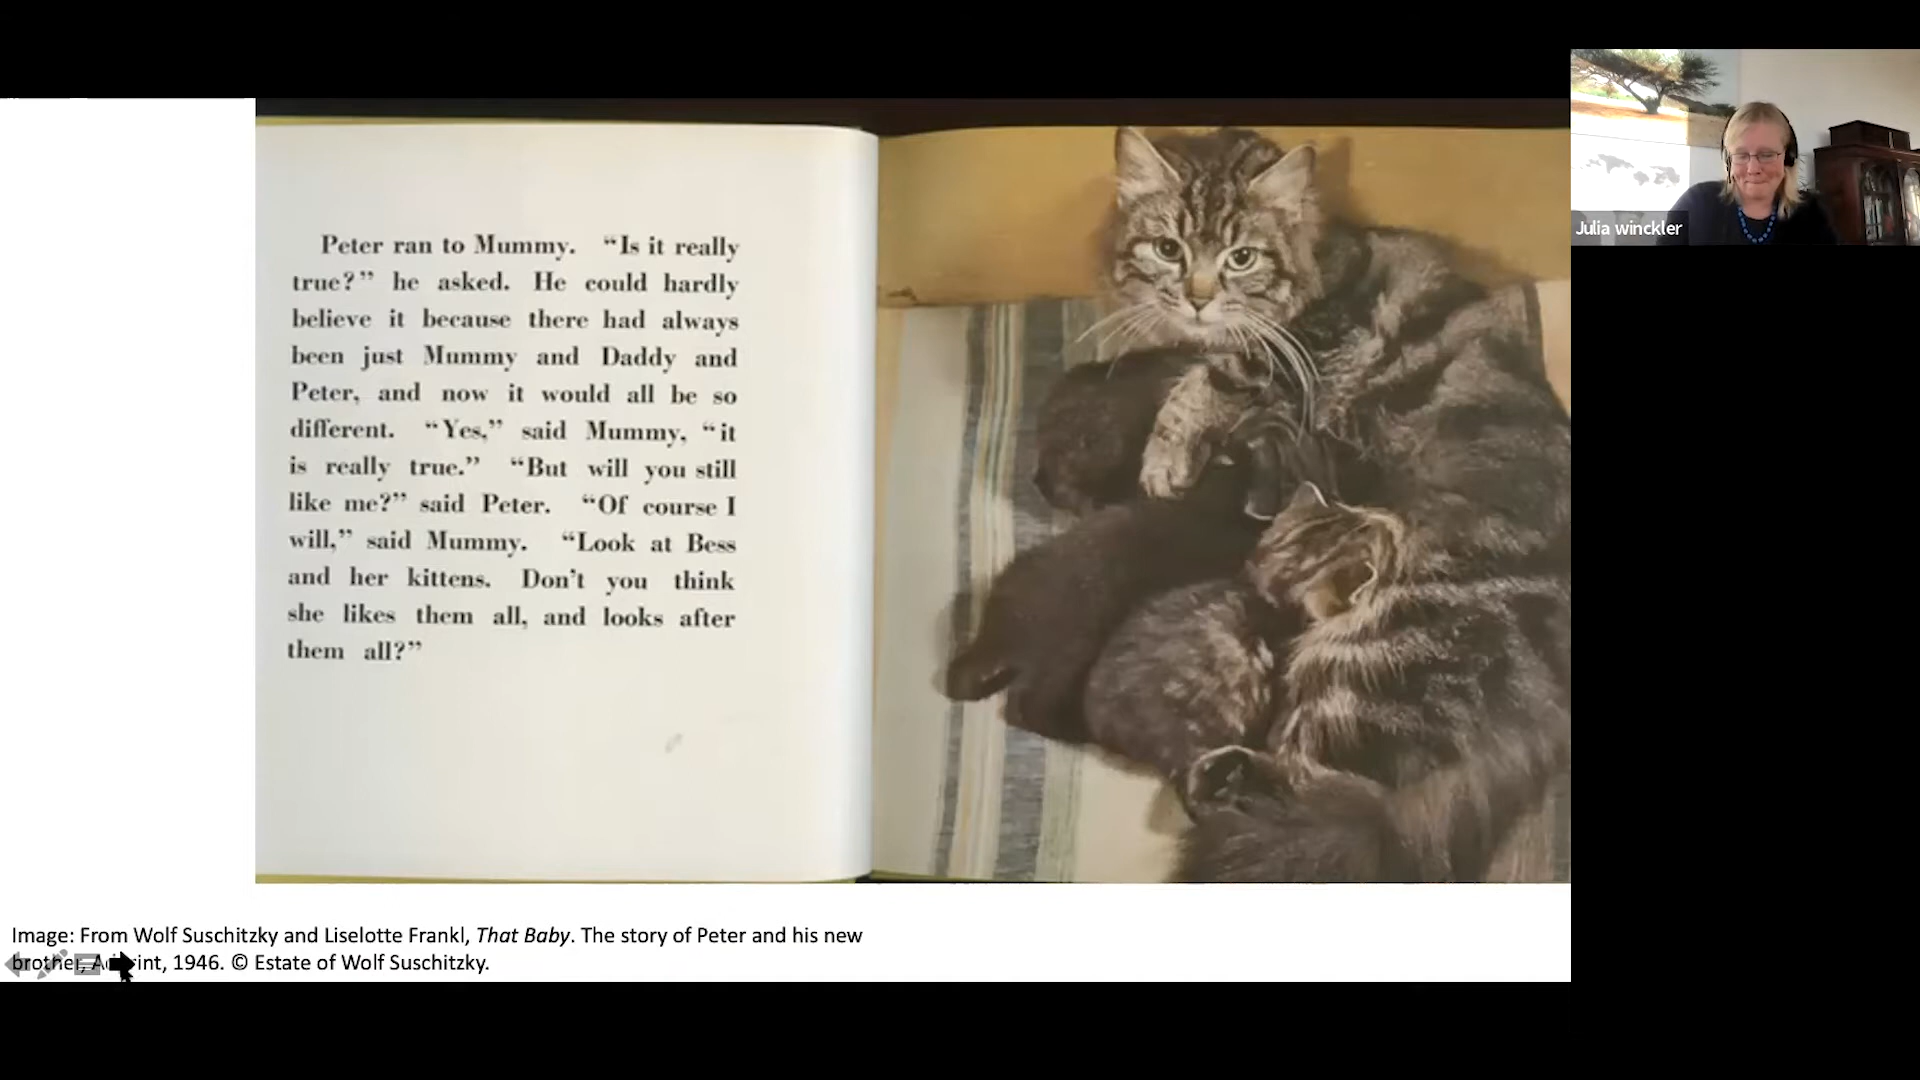 Peter ran to Mummy. “Is it really
true?” he asked. He could hardly
believe it because there had always
been just Mummy and Daddy and
Peter, and now it would all be so
different. “Yes,” said Mummy, “it
is really true.” “But will you still
like me?” said Peter. “Of course I
will,” said Mummy. “Look at Bess
and her kittens. Don’t you think
she likes them all, and looks after
them all?”
Julia winckler
Image: From Wolf Suschitzky and Liselotte Frankl, That Baby. The story of Peter and his new
brother, 1946. © Estate of Wolf Suschitzky.